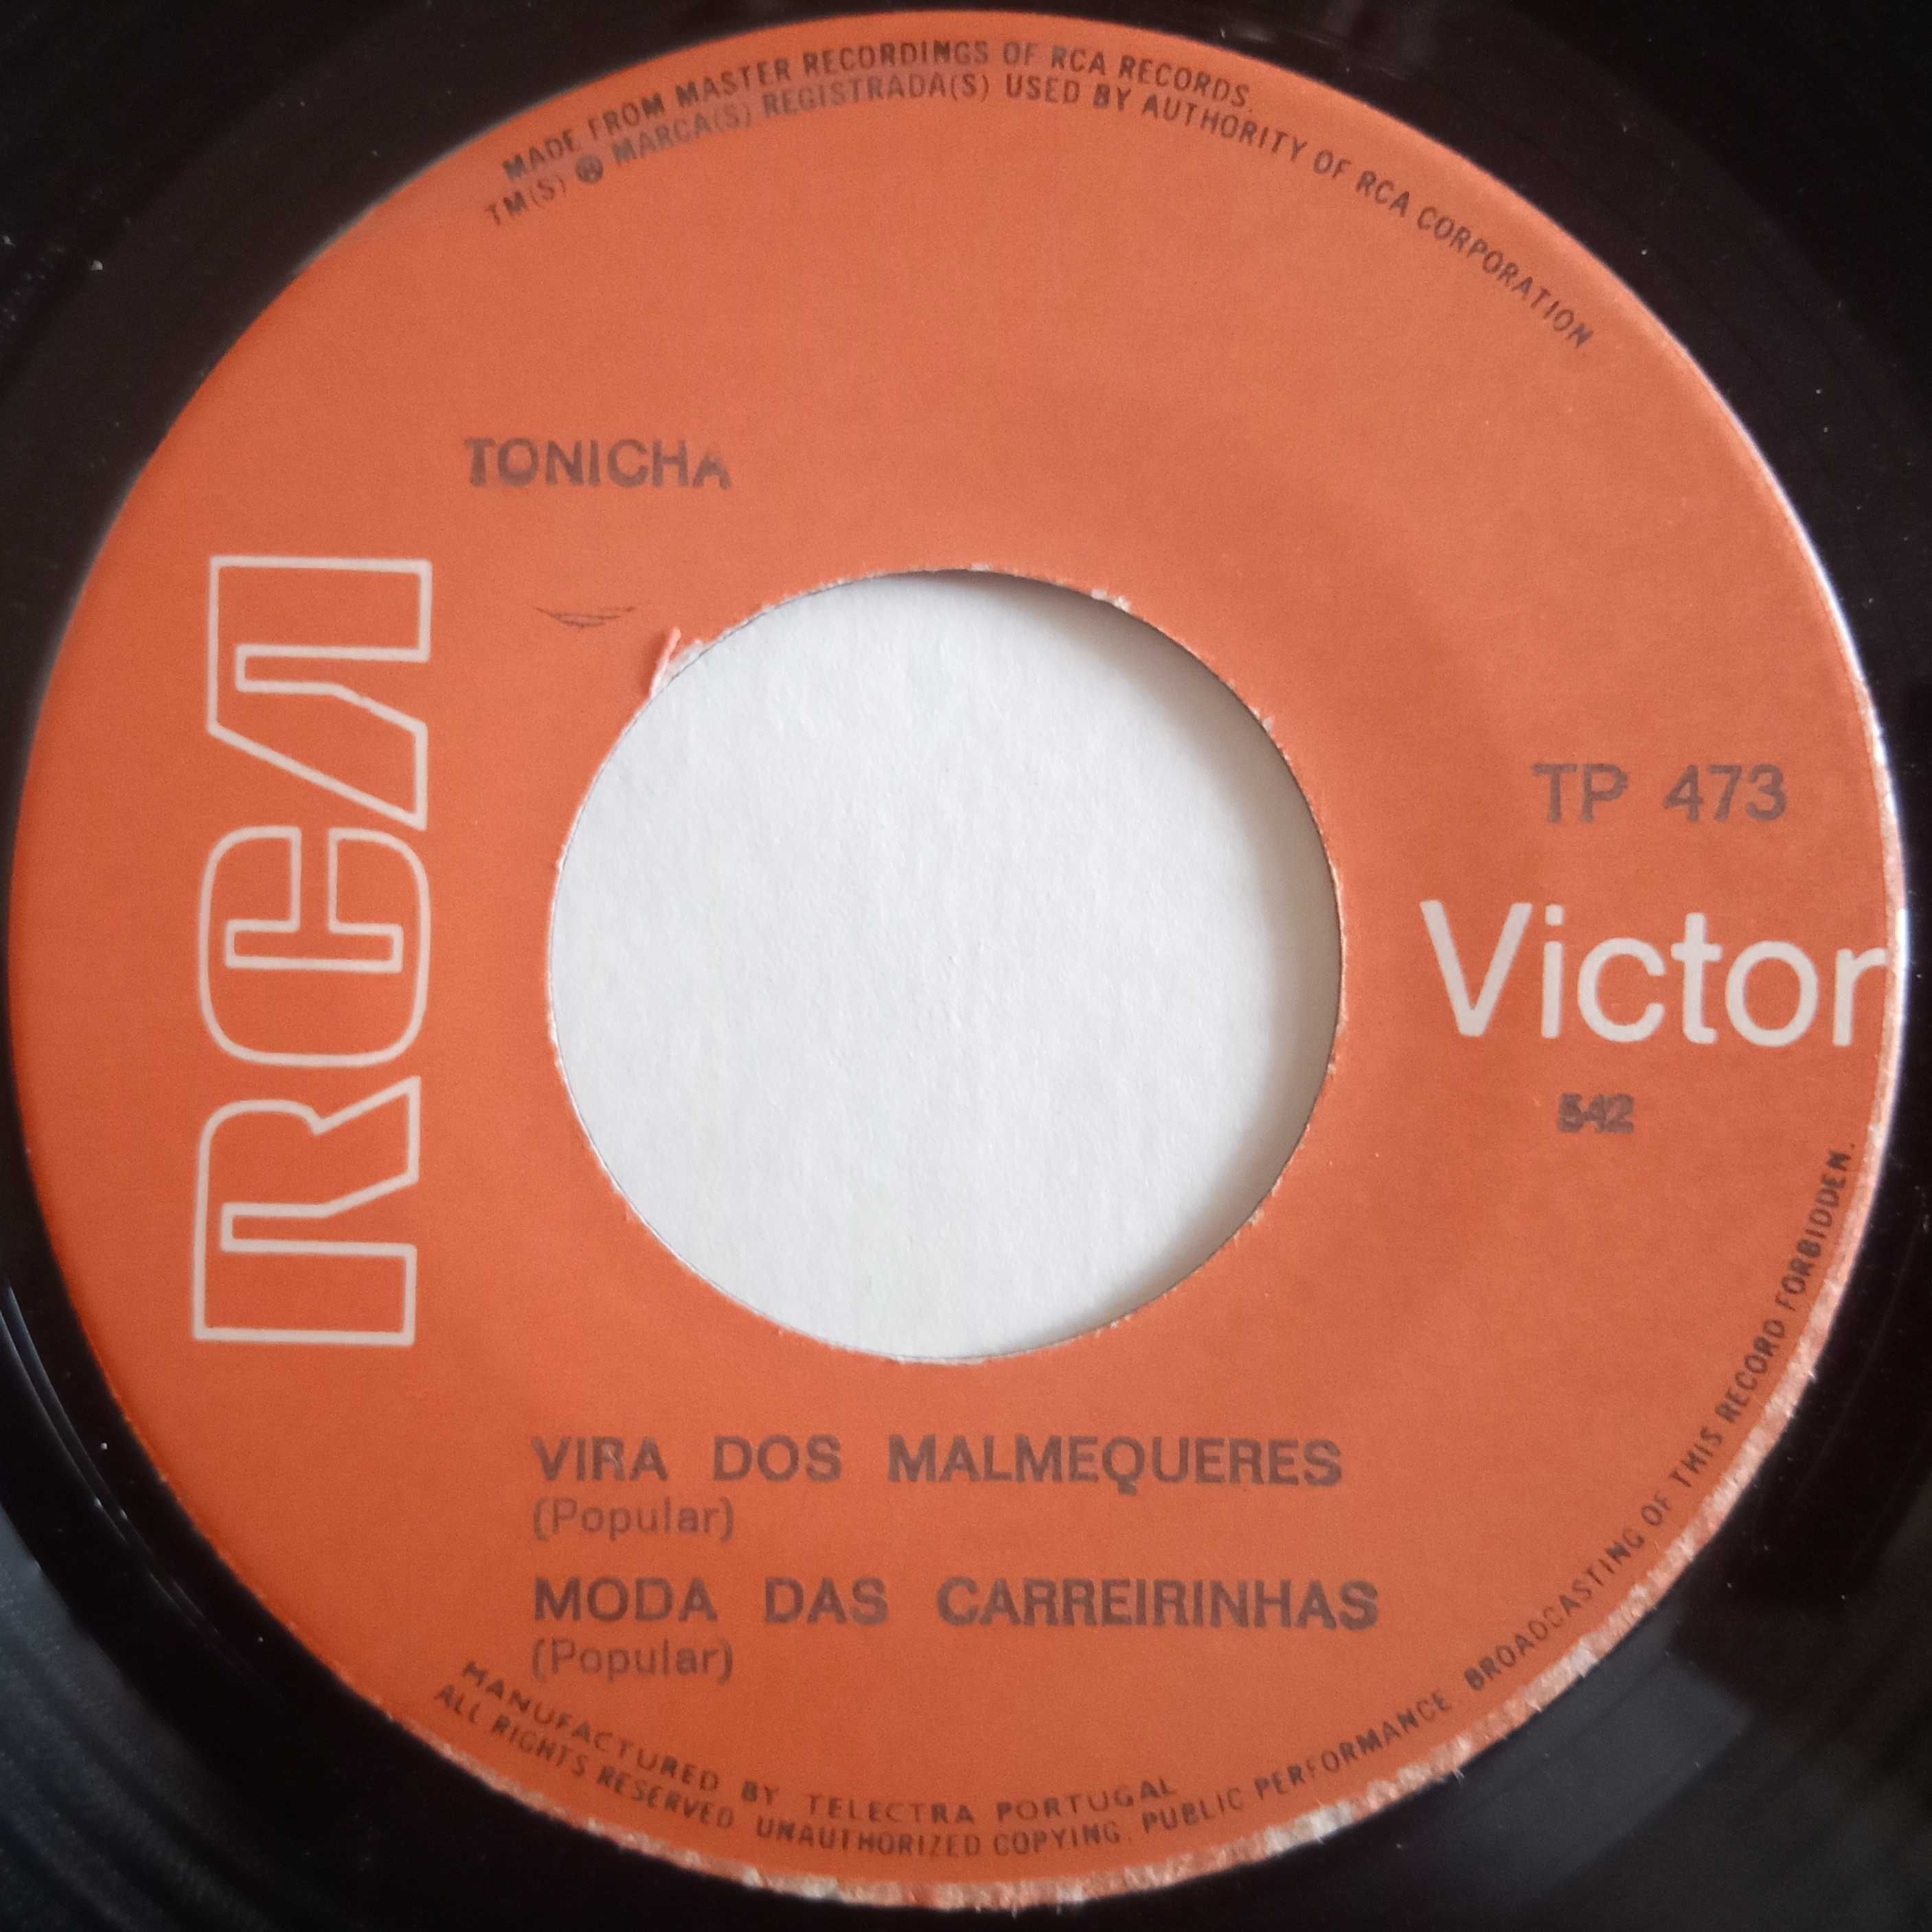 MADE FROM MASTER RECORDINGS OF RCA RECORDS.
TM(S) ® MARCA(S) REGISTRADA(S) USED BY AUTHORITY OF RCA CORPORATION.
TONICHA
RCA
TP 473
Victor
542
VIRA DOS MALMEQUERES
(Popular)
MODA DAS CARREIRINHAS
(Popular)
MANUFACTURED BY TELECTRA PORTUGAL
ALL RIGHTS RESERVED. UNAUTHORIZED COPYING, PUBLIC PERFORMANCE BROADCASTING OF THIS RECORD FORBIDDEN.